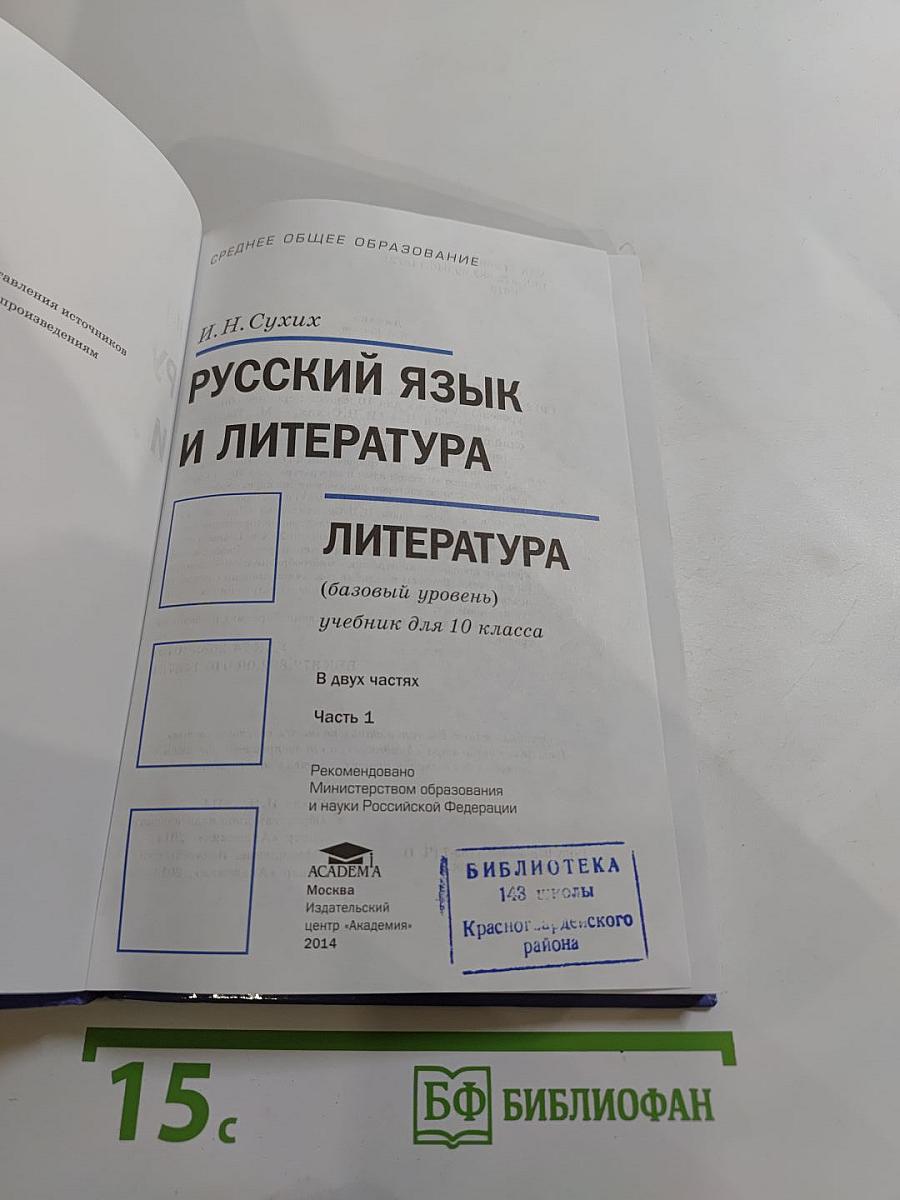 авления источников
произведениям
СРЕДНЕЕ ОБЩЕЕ ОБРАЗОВАНИЕ
И. Н. Сухих
РУССКИЙ ЯЗЫК
И ЛИТЕРАТУРА
ЛИТЕРАТУРА
(базовый уровень)
учебник для 10 класса
В двух частях
Часть 1
Рекомендовано
Министерством образования
и науки Российской Федерации
ACADEMA
Москва
Издательский
центр «Академия»
2014
БИБЛИОТЕКА
143 школы
Красногвардейского
района
15 с
БФ БИБЛИОФАН